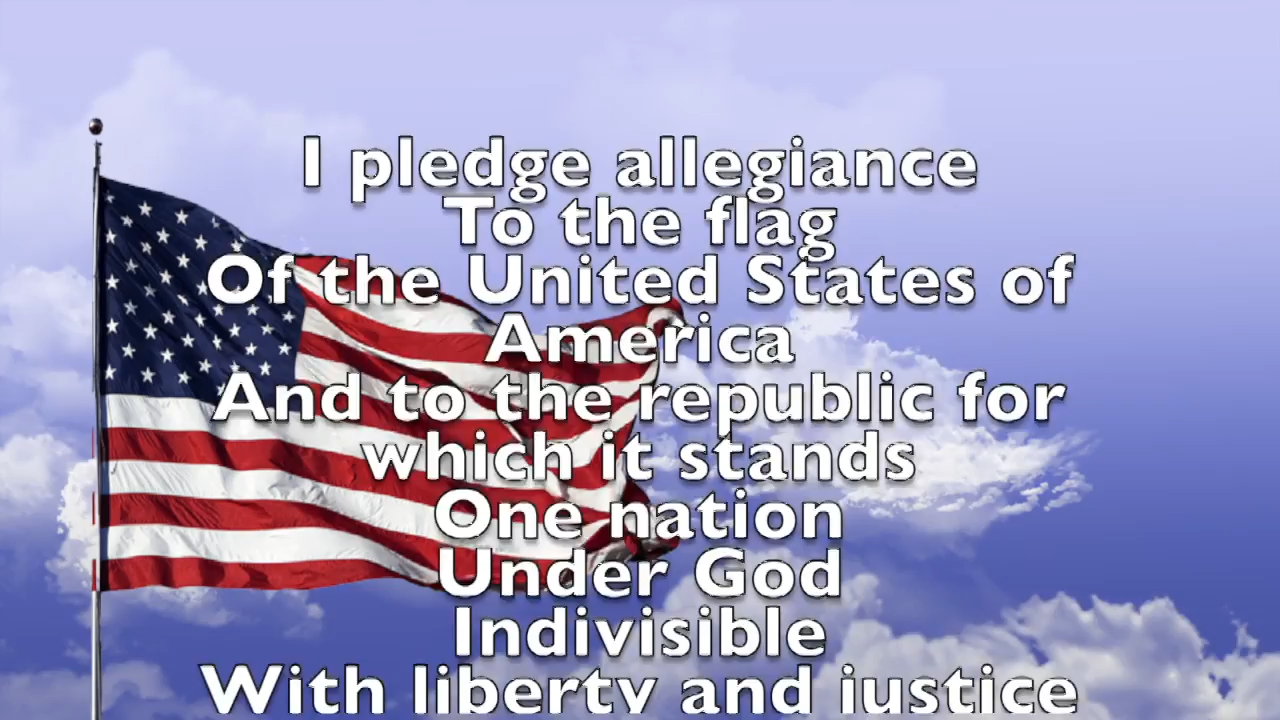 I pledge allegiance
To the flag
Of the United States of
America
And to the republic for
which it stands
One nation
Under God
Indivisible
With liberty and justice